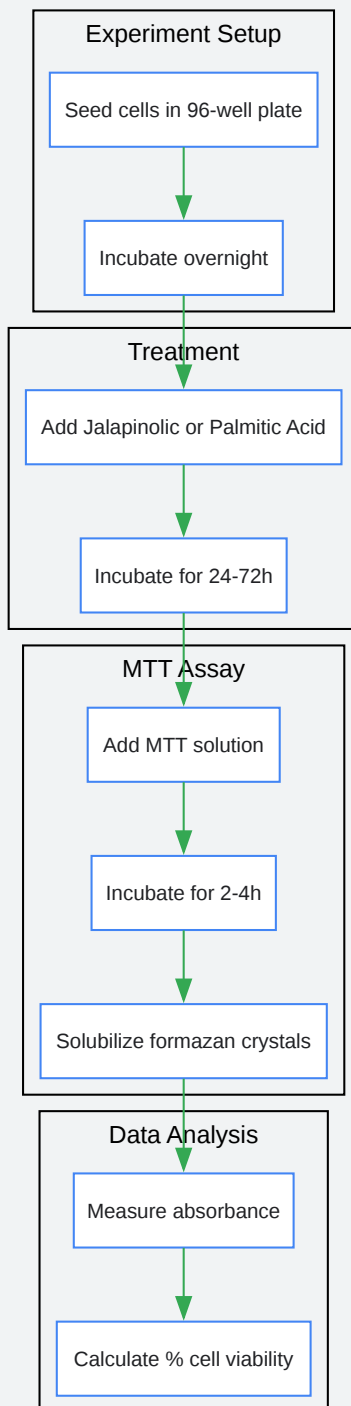 Experiment Setup
Seed cells in 96-well plate
Incubate overnight
Treatment
Add Jalapinolic or Palmitic Acid
Incubate for 24-72h
MTT Assay
Add MTT solution
Incubate for 2-4h
Solubilize formazan crystals
Data Analysis
Measure absorbance
Calculate % cell viability